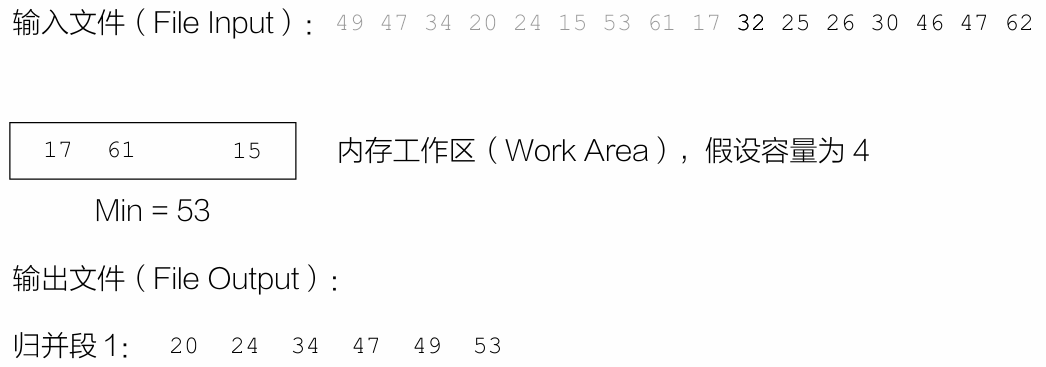 输入文件（File Input）： 49 47 34 20 24 15 53 61 17 32 25 26 30 46 47 62
17 61 15 内存工作区（Work Area），假设容量为 4
Min = 53
输出文件（File Output）：
归并段 1： 20 24 34 47 49 53